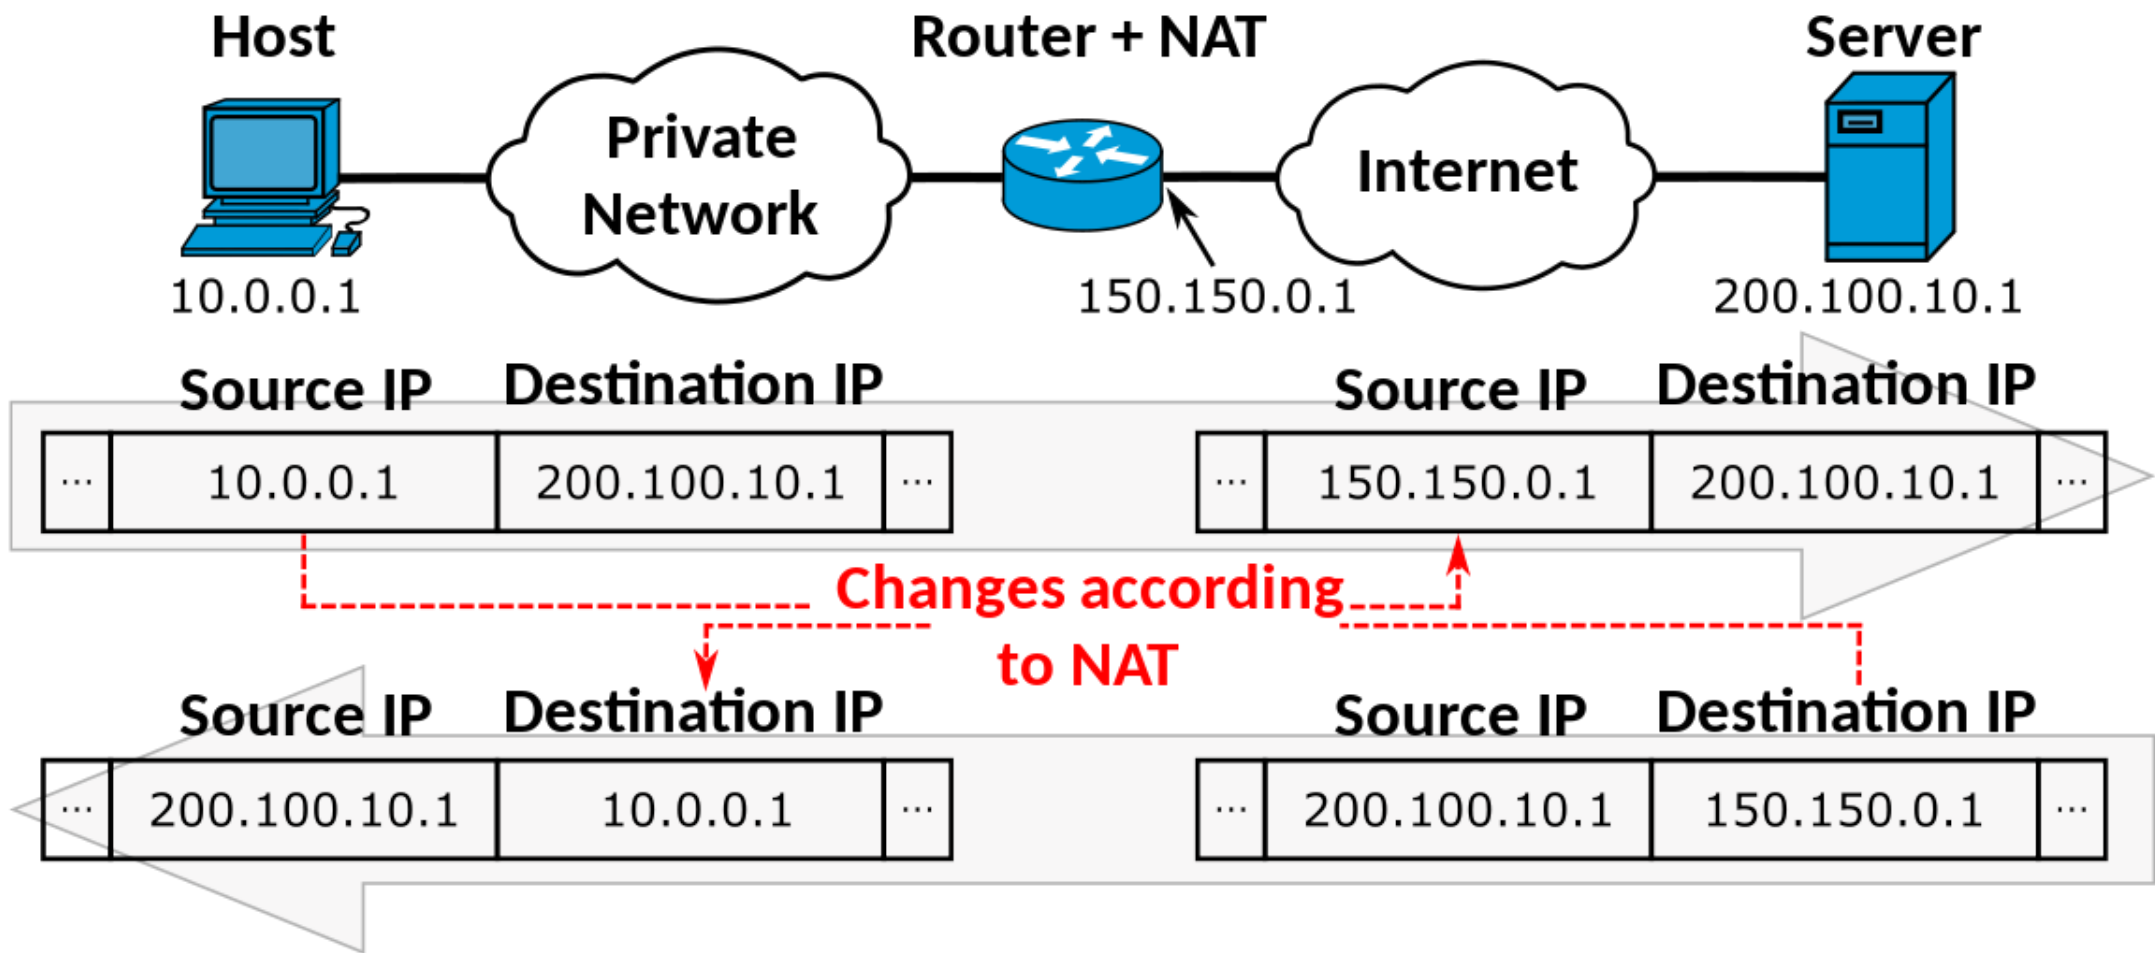 Host
Router + NAT
Server
Private
Network
Internet
10.0.0.1
150.150.0.1
200.100.10.1
Source IP Destination IP
Source IP Destination IP
... 10.0.0.1 200.100.10.1 ...
... 150.150.0.1 200.100.10.1 ...
Changes according
to NAT
Source IP Destination IP
Source IP Destination IP
... 200.100.10.1 10.0.0.1 ...
... 200.100.10.1 150.150.0.1 ...